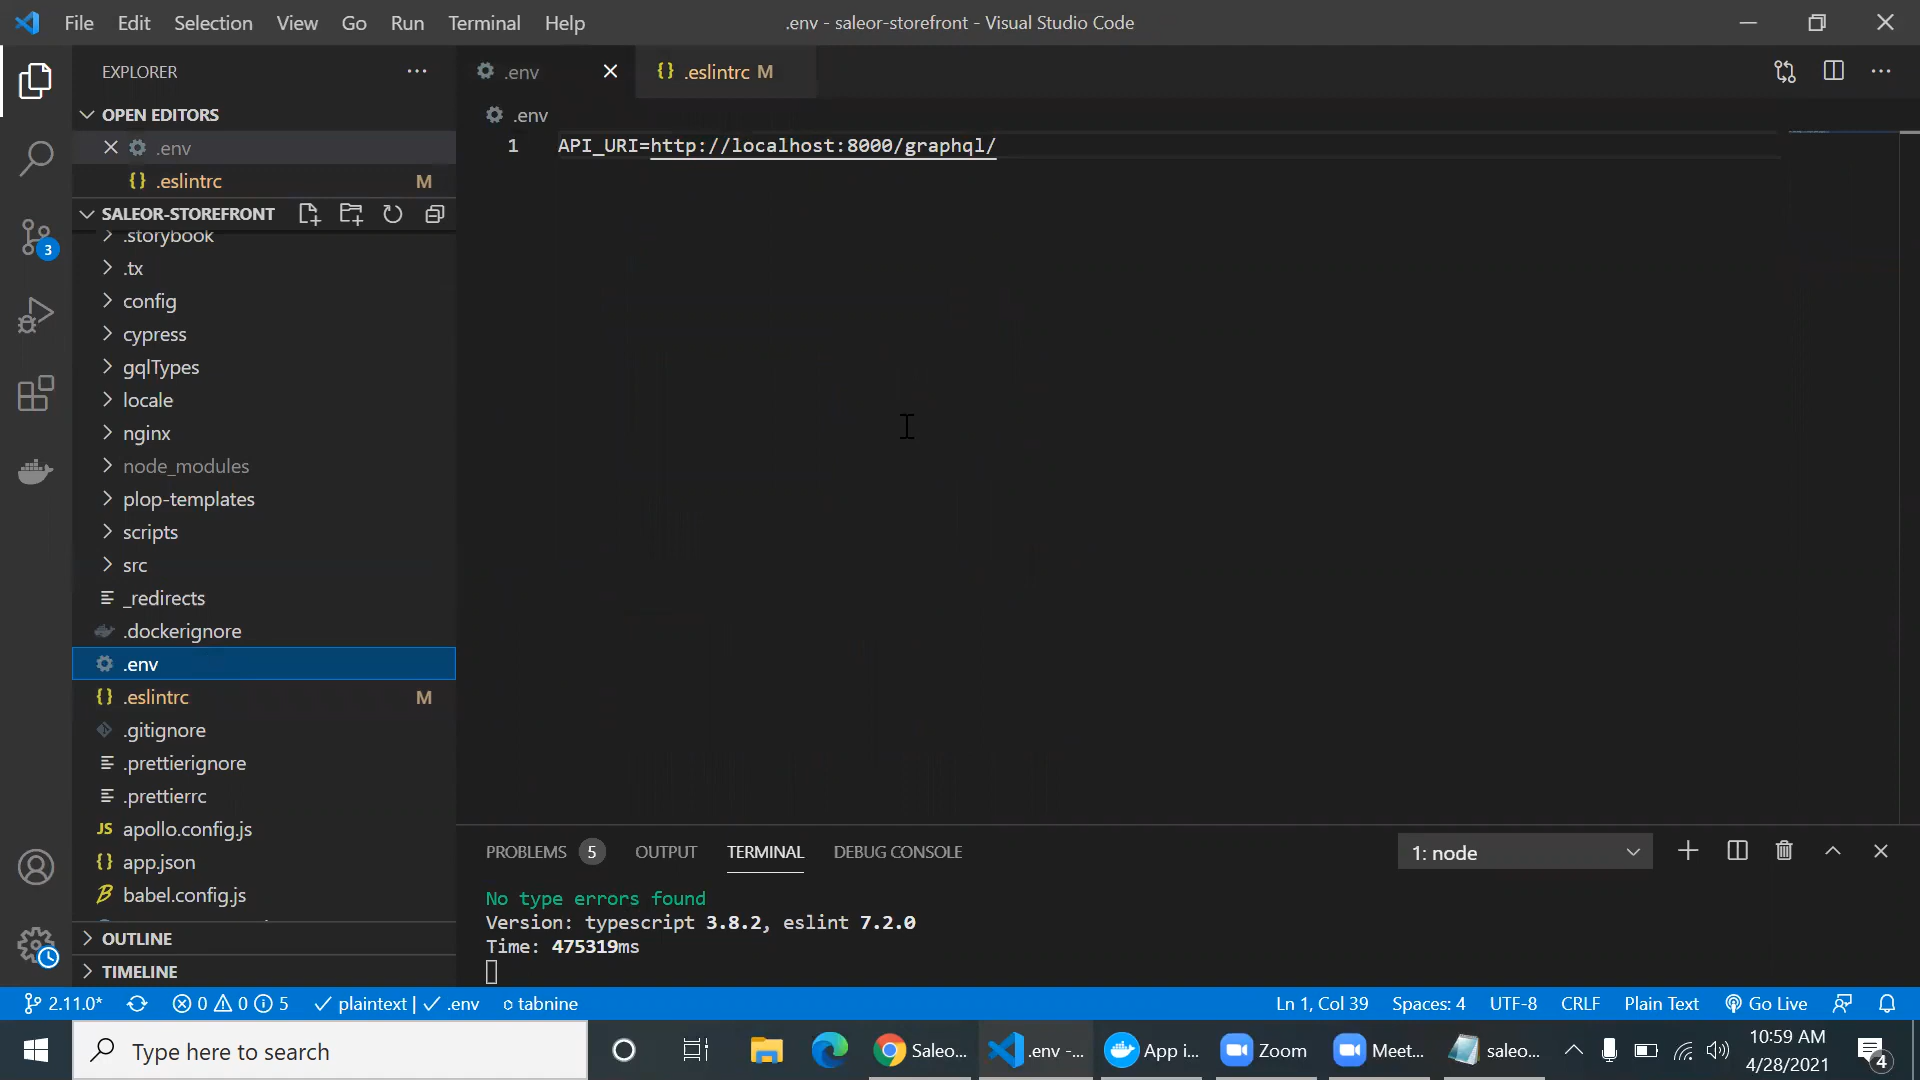 File Edit Selection View Go Run Terminal Help
.env - saleor-storefront - Visual Studio Code
EXPLORER
OPEN EDITORS
.env
.eslintrc M
SALEOR-STOREFRONT
.storybook
.tx
config
cypress
gqlTypes
locale
nginx
node_modules
plop-templates
scripts
src
_redirects
.dockerignore
.env
.eslintrc M
.gitignore
.prettierignore
.prettierrc
JS apollo.config.js
app.json
babel.config.js
OUTLINE
TIMELINE
3
.env
.eslintrc M
.env
1 API_URI=http://localhost:8000/graphql/
PROBLEMS 5 OUTPUT TERMINAL DEBUG CONSOLE
1: node
No type errors found
Version: typescript 3.8.2, eslint 7.2.0
Time: 475319ms
2.11.0* 0 0 5 plaintext | .env tabnine
Ln 1, Col 39 Spaces: 4 UTF-8 CRLF Plain Text Go Live
Type here to search
Saleo... .env -... App i... Zoom Meet... saleo...
10:59 AM
4/28/2021
4